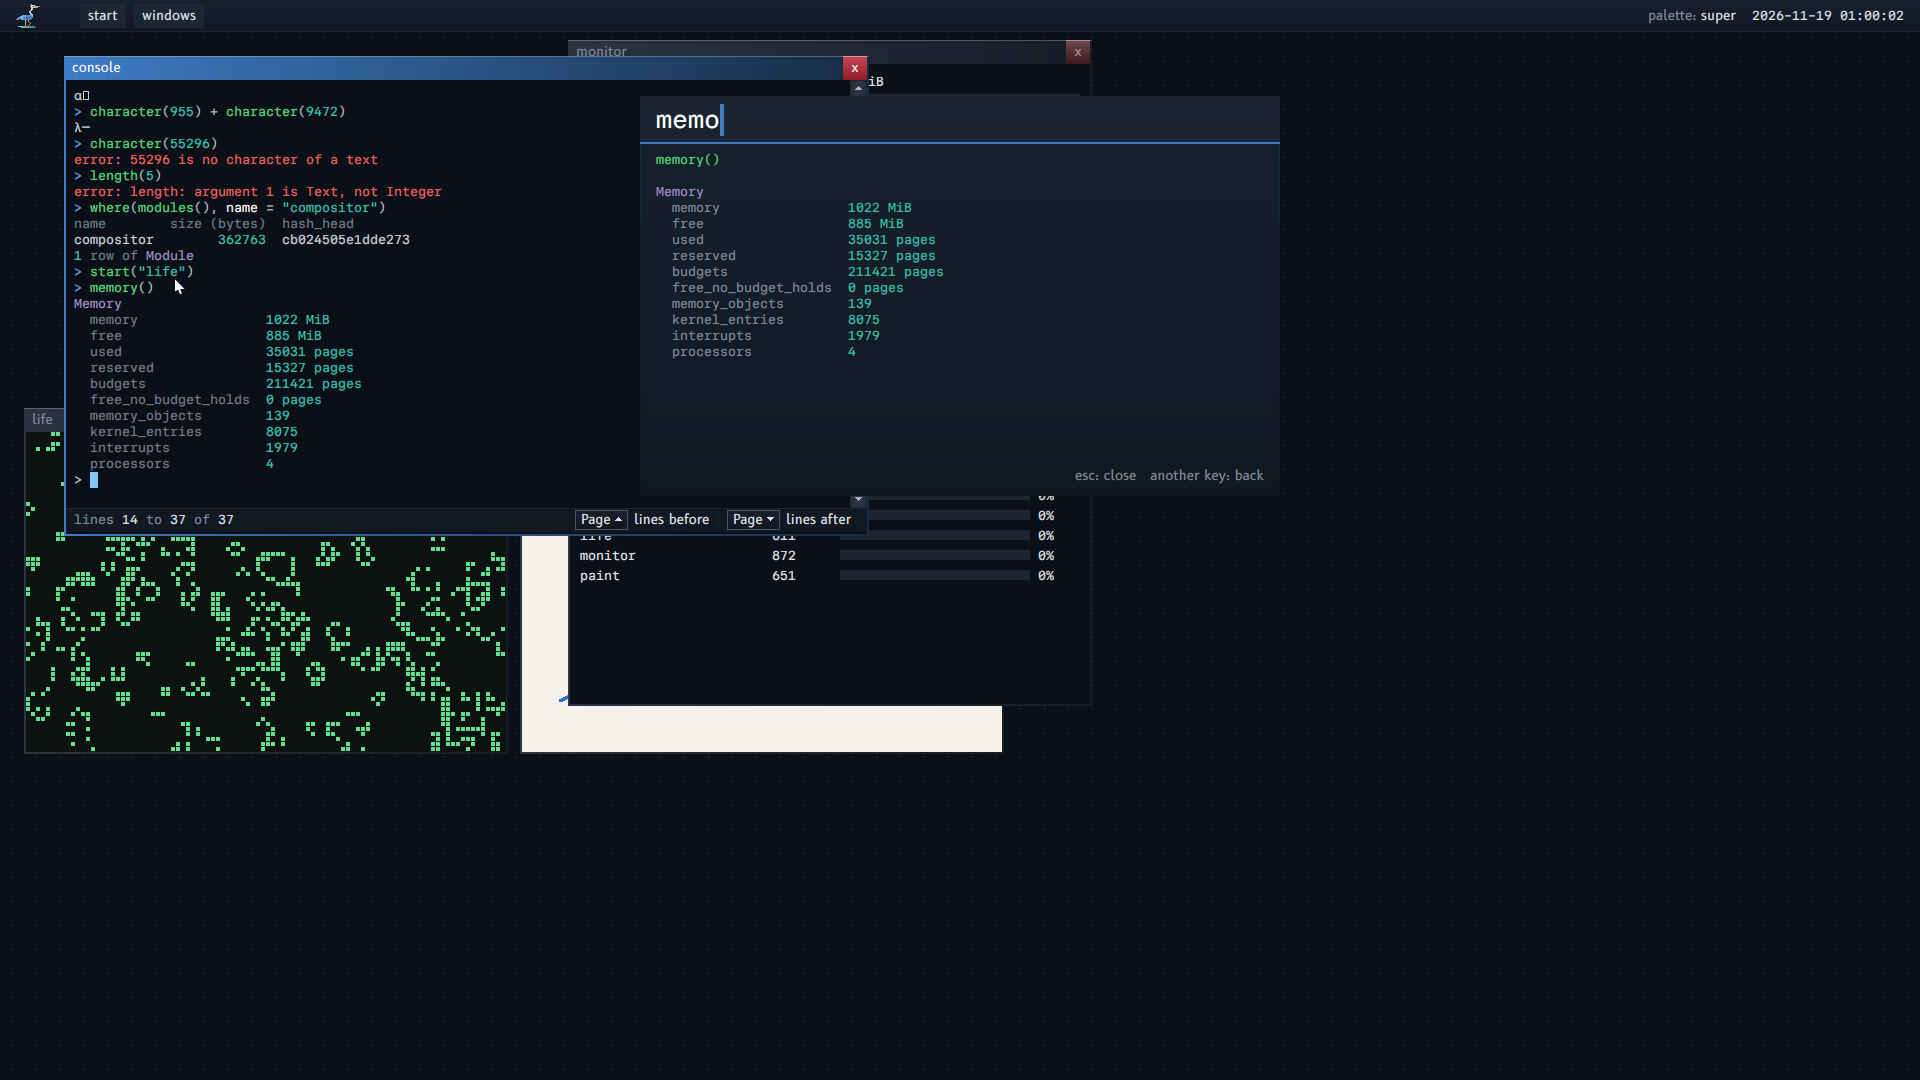 start windows palette: super 2026-11-19 01:00:02
monitor x
console x
iB
α
> character(955) + character(9472)
λ─
> character(55296)
error: 55296 is no character of a text
> length(5)
error: length: argument 1 is Text, not Integer
> where(modules(), name = "compositor")
name size (bytes) hash_head
compositor 362763 cb024505e1dde273
1 row of Module
> start("life")
> memory()
Memory
memory 1022 MiB
free 885 MiB
used 35031 pages
reserved 15327 pages
budgets 211421 pages
free_no_budget_holds 0 pages
memory_objects 139
kernel_entries 8075
interrupts 1979
processors 4
>
lines 14 to 37 of 37 Page lines before Page lines after
memo
memory()
Memory
memory 1022 MiB
free 885 MiB
used 35031 pages
reserved 15327 pages
budgets 211421 pages
free_no_budget_holds 0 pages
memory_objects 139
kernel_entries 8075
interrupts 1979
processors 4
esc: close another key: back
life
0%
0%
life 611 0%
monitor 872 0%
paint 651 0%